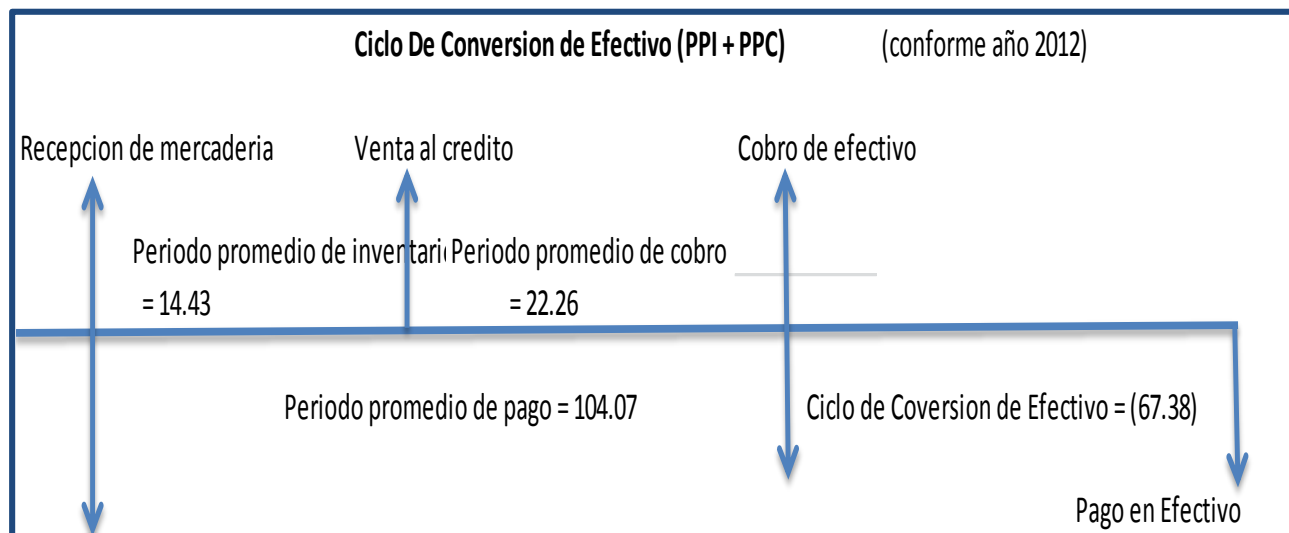 Ciclo De Conversion de Efectivo (PPI + PPC) (conforme año 2012)
Recepcion de mercaderia Venta al credito Cobro de efectivo
Periodo promedio de inventari Periodo promedio de cobro
= 14.43 = 22.26
Periodo promedio de pago = 104.07 Ciclo de Coversion de Efectivo = (67.38)
Pago en Efectivo